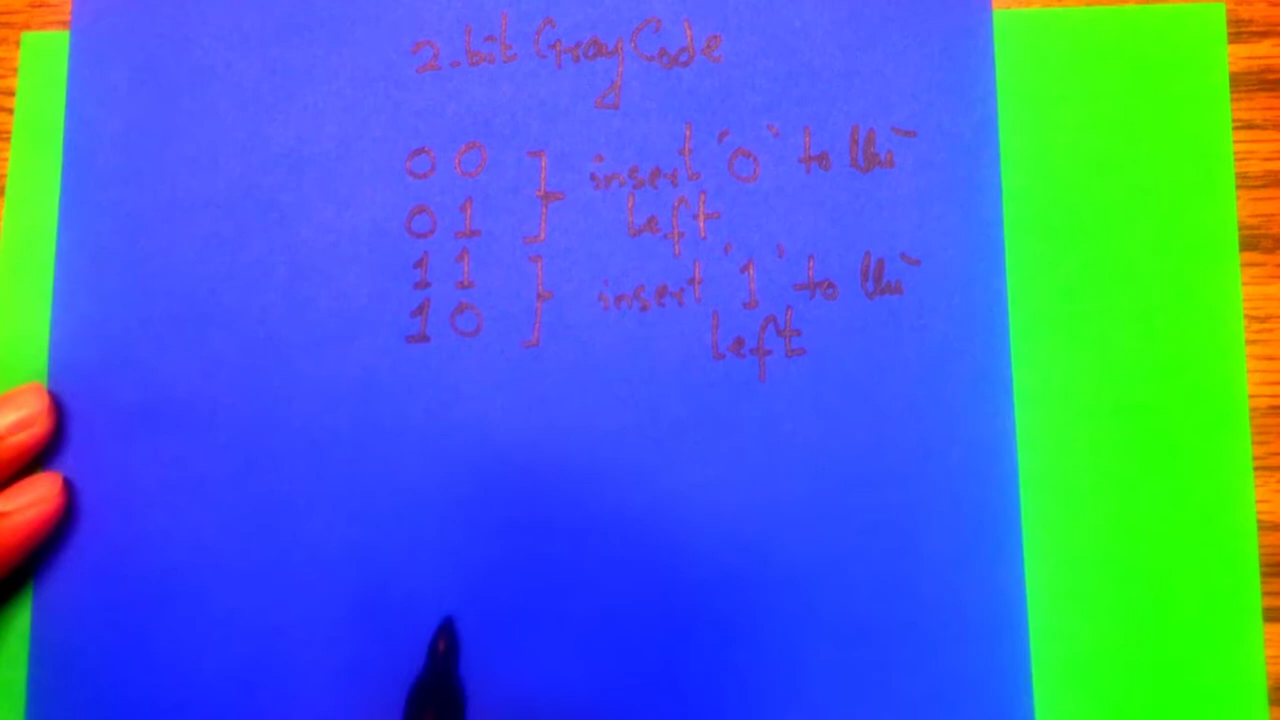 2-bit Gray Code
0 0 ] insert '0' to the
0 1 left
1 1 ] insert '1' to the
1 0 left